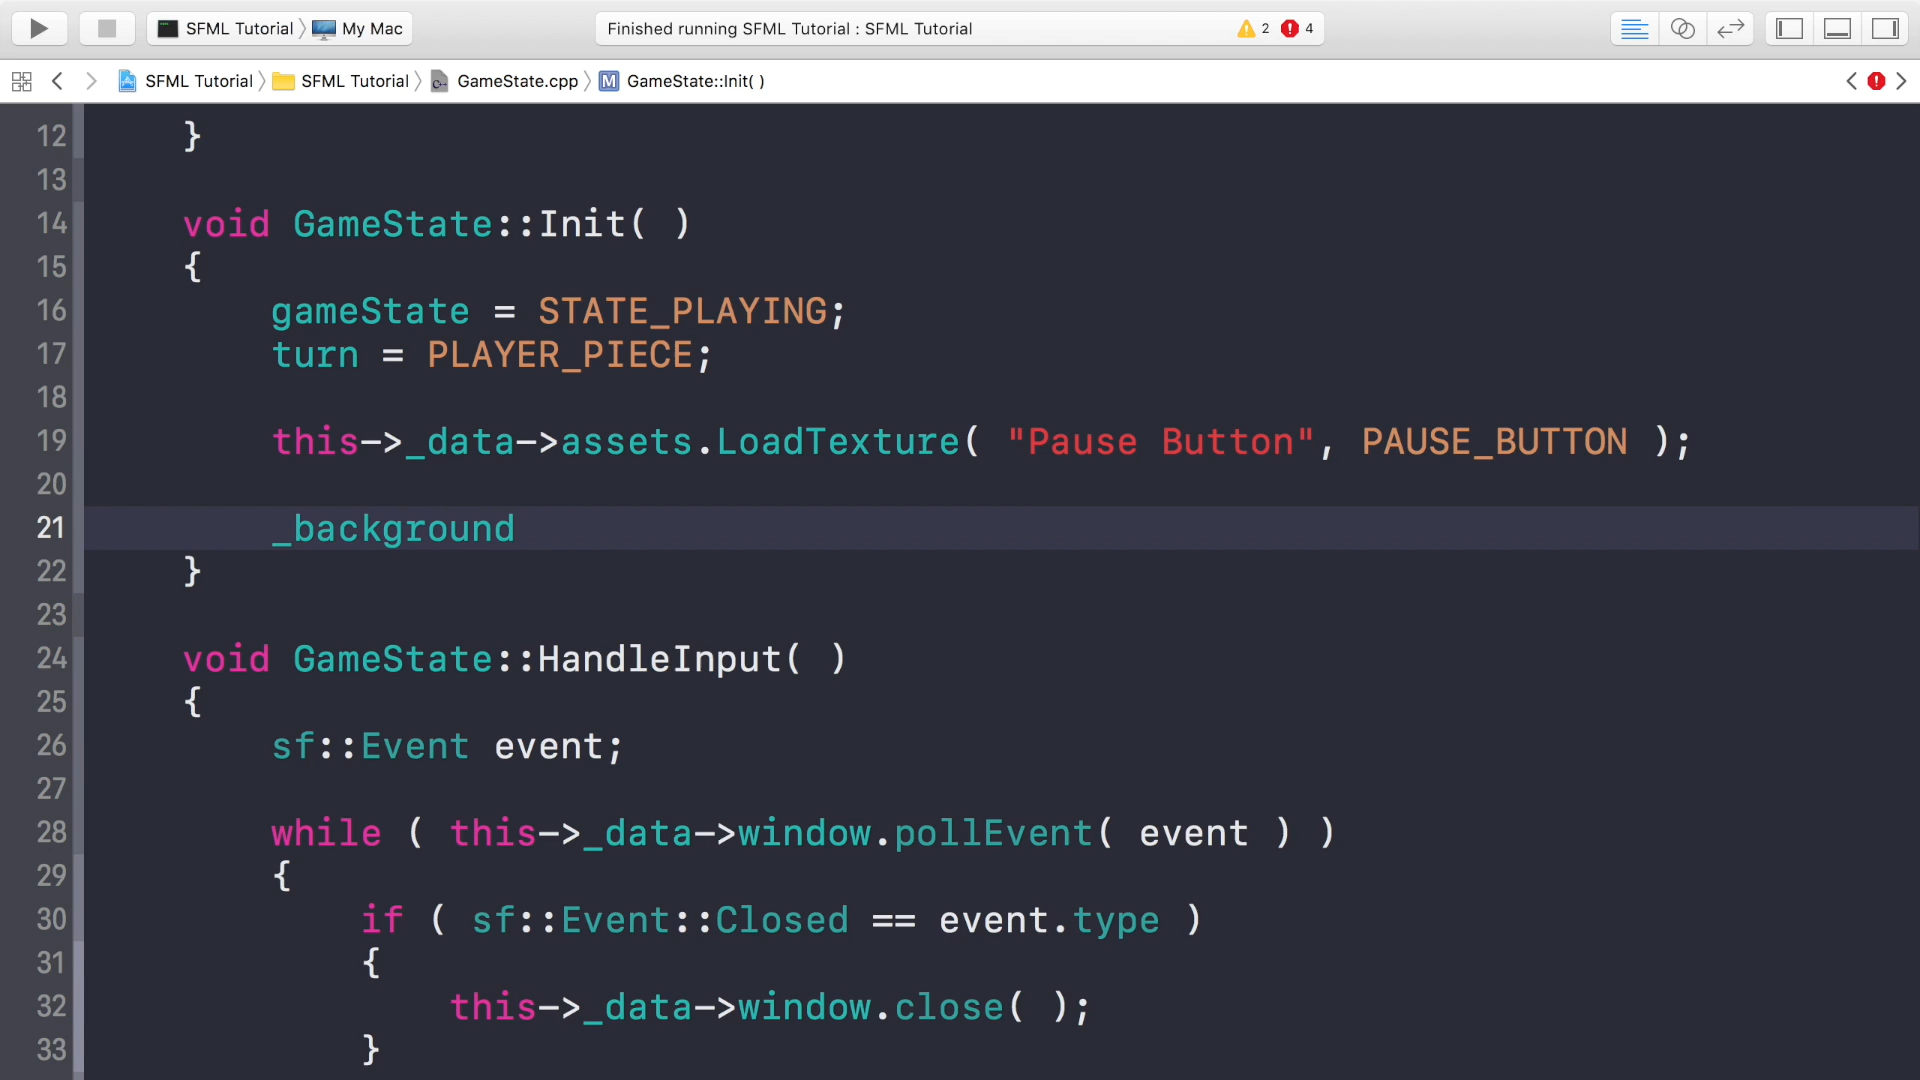 SFML Tutorial 〉 My Mac
Finished running SFML Tutorial : SFML Tutorial
2 4
SFML Tutorial 〉 SFML Tutorial 〉 GameState.cpp 〉 M GameState::Init( )
12 }
13
14 void GameState::Init( )
15 {
16 gameState = STATE_PLAYING;
17 turn = PLAYER_PIECE;
18
19 this->_data->assets.LoadTexture( "Pause Button", PAUSE_BUTTON );
20
21 _background
22 }
23
24 void GameState::HandleInput( )
25 {
26 sf::Event event;
27
28 while ( this->_data->window.pollEvent( event ) )
29 {
30 if ( sf::Event::Closed == event.type )
31 {
32 this->_data->window.close( );
33 }